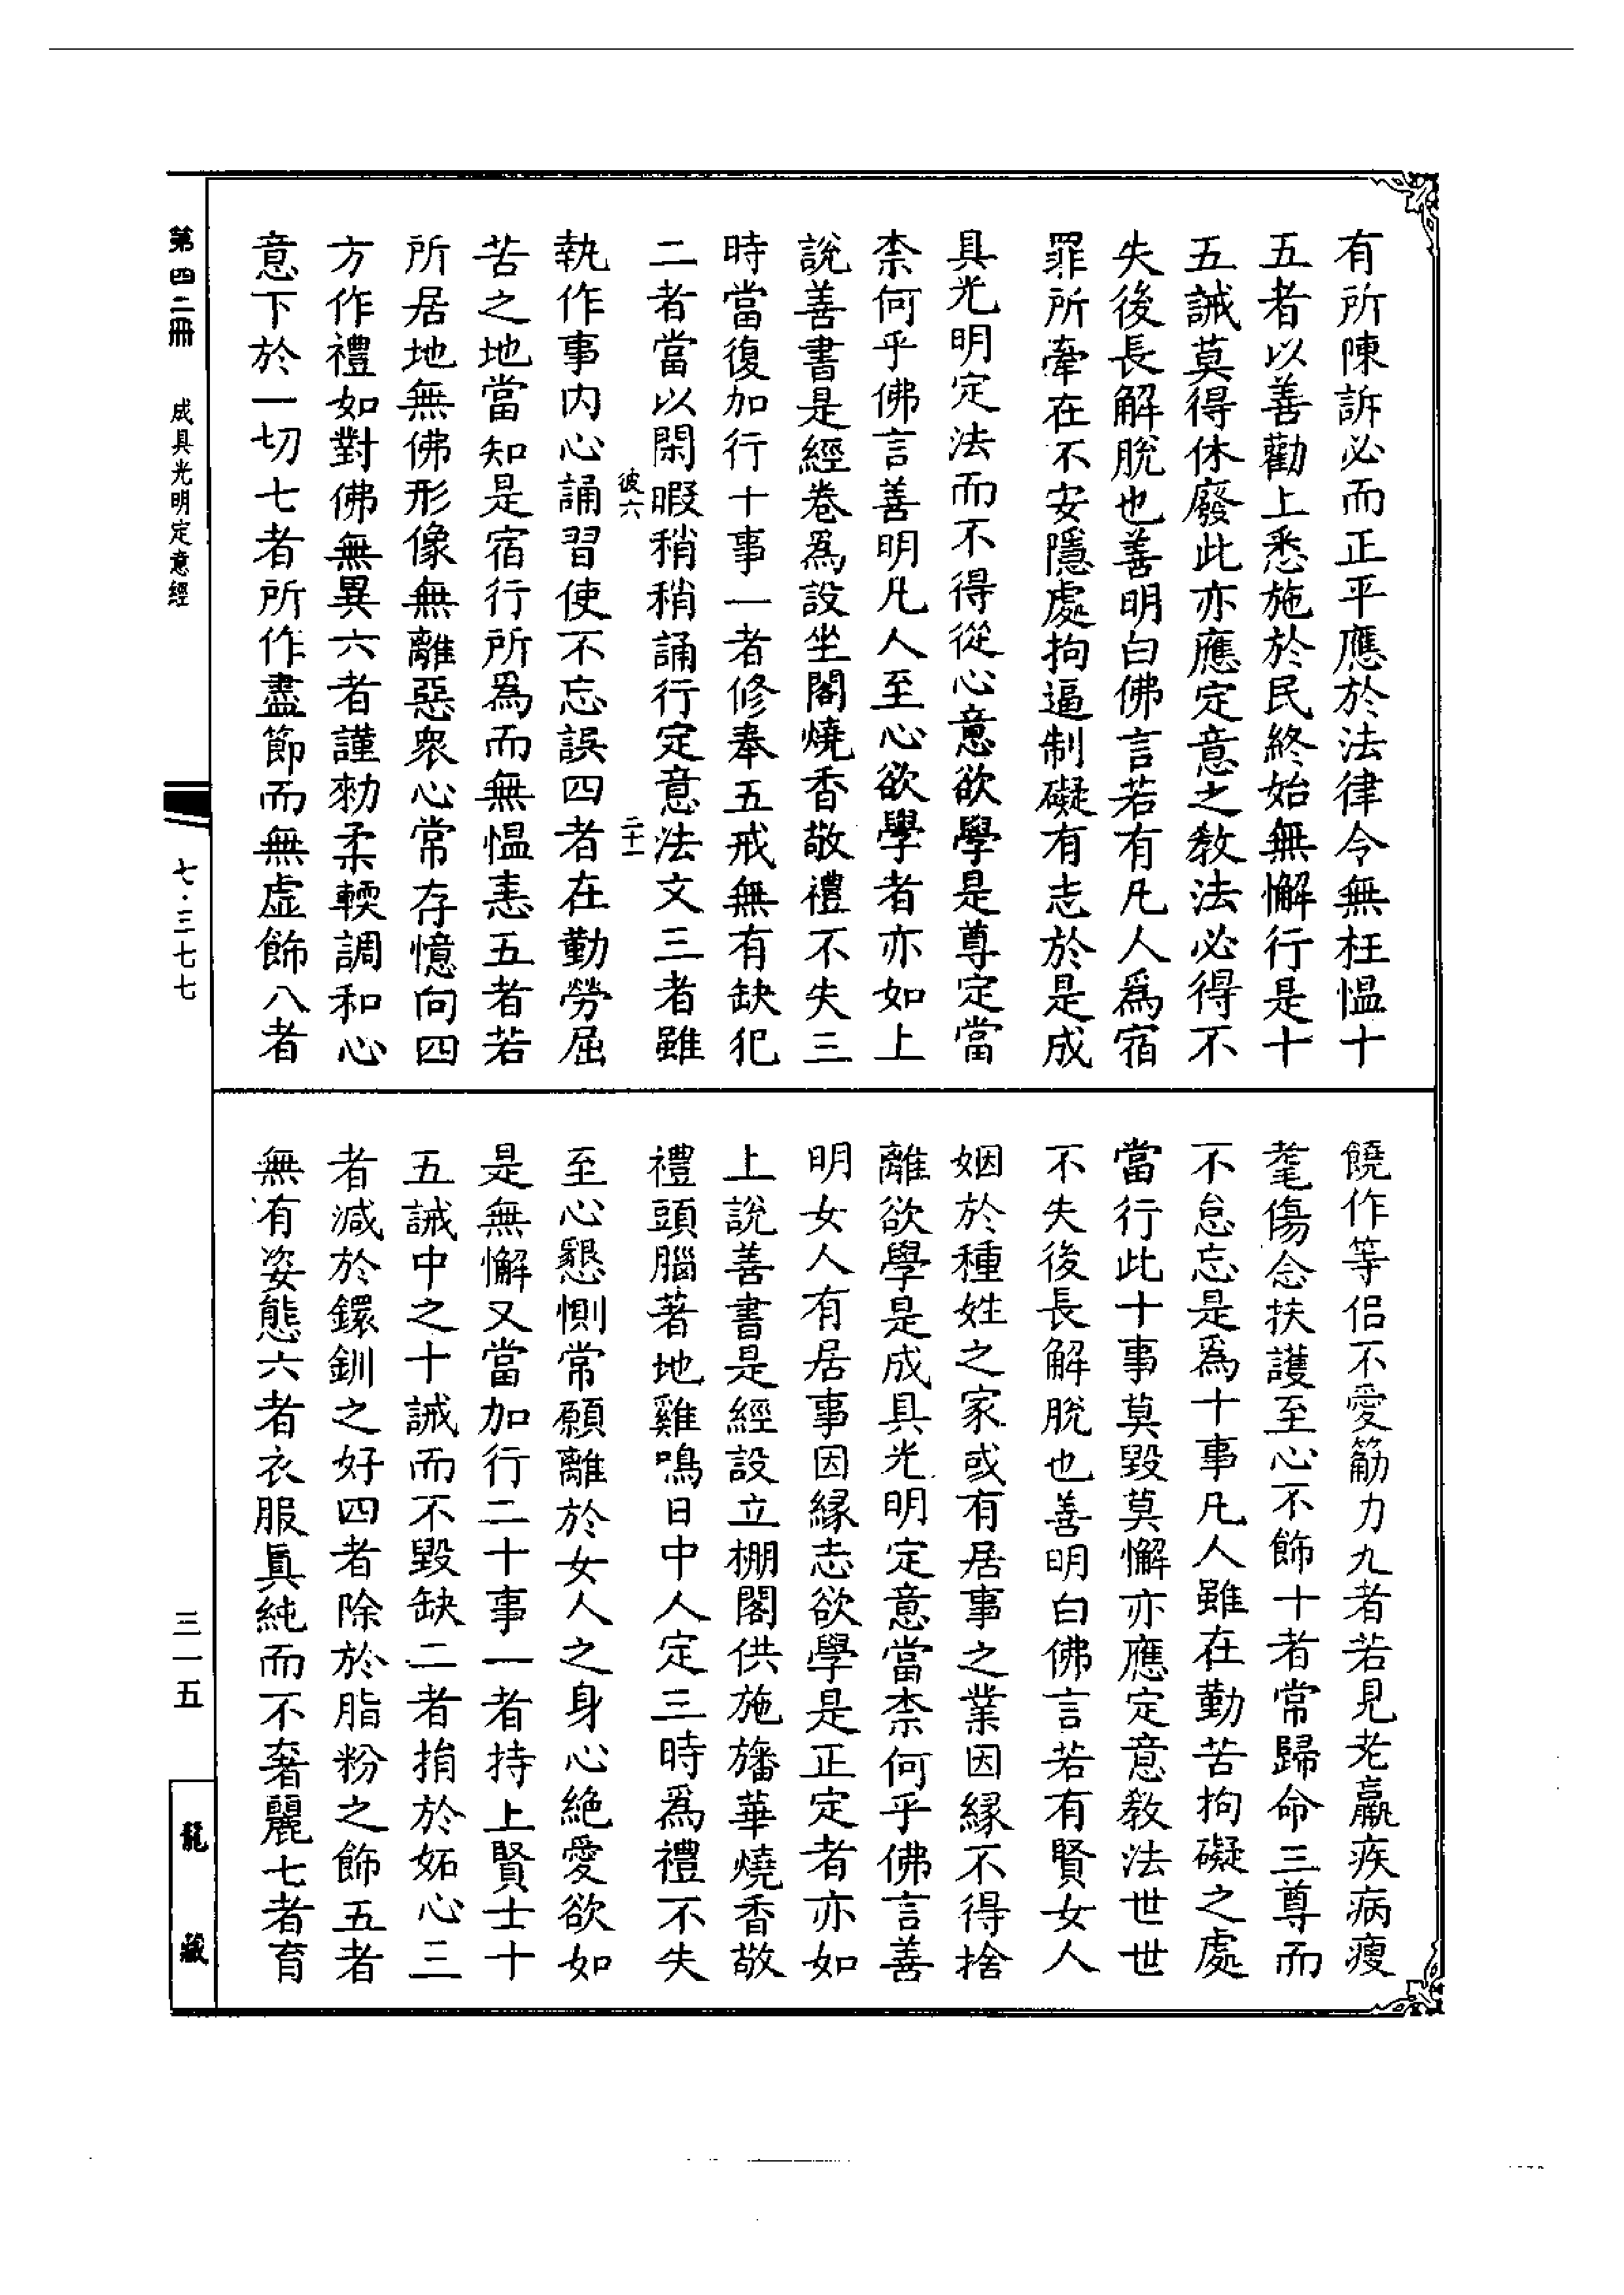 有所陳訴必而正平應於法律令無枉愠十
五者以善勸上悉施於民終始無懈行是十
五誡莫得休廢此亦應定意之教法必得不
失後長解脫也善明白佛言若有凡人爲宿
罪所牽在不安隱處拘逼制礙有志於是成
具光明定法而不得從心意欲學是尊定當
柰何乎佛言善明凡人至心欲學者亦如上
說善書是經卷爲設坐閣燒香敬禮不失三
時當復加行十事一者修奉五戒無有缺犯
二者當以閑暇稍稍誦行定意法文三者雖
彼六 二十一
執作事内心誦習使不忘誤四者在勤勞屈
苦之地當知是宿行所爲而無愠恚五者若
所居地無佛形像無離惡衆心常存憶向四
方作禮如對佛無異六者謹勑柔輭調和心
意下於一切七者所作盡節而無虛飾八者
饒作等侣不愛筋力九者若見老羸疾病瘦
耄傷念扶護至心不飾十者常歸命三尊而
不怠忘是爲十事凡人雖在勤苦拘礙之處
當行此十事莫毀莫懈亦應定意教法世世
不失後長解脫也善明白佛言若有賢女人
姻於種姓之家或有居事之業因緣不得捨
離欲學是成具光明定意當柰何乎佛言善
明女人有居事因緣志欲學是正定者亦如
上說善書是經設立棚閣供施旛華燒香敬
禮頭腦著地雞鳴日中人定三時爲禮不失
至心懇惻常願離於女人之身心絶愛欲如
是無懈又當加行二十事一者持上賢士十
五誡中之十誡而不毀缺二者捐於妬心三
者減於鐶釧之好四者除於脂粉之飾五者
無有姿態六者衣服眞純而不奢麗七者育
第四二冊 成具光明定意經
七·三七七
三一五
龍藏